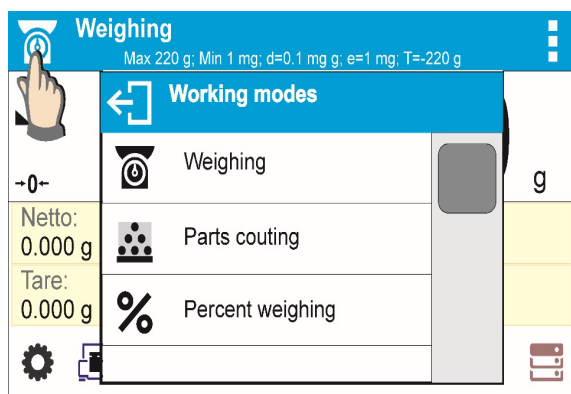 Weighing
Max 220 g; Min 1 mg; d=0.1 mg g; e=1 mg; T=-220 g
Working modes
Weighing
→0←
g
Parts couting
Netto:
0.000 g
Tare:
0.000 g
% Percent weighing